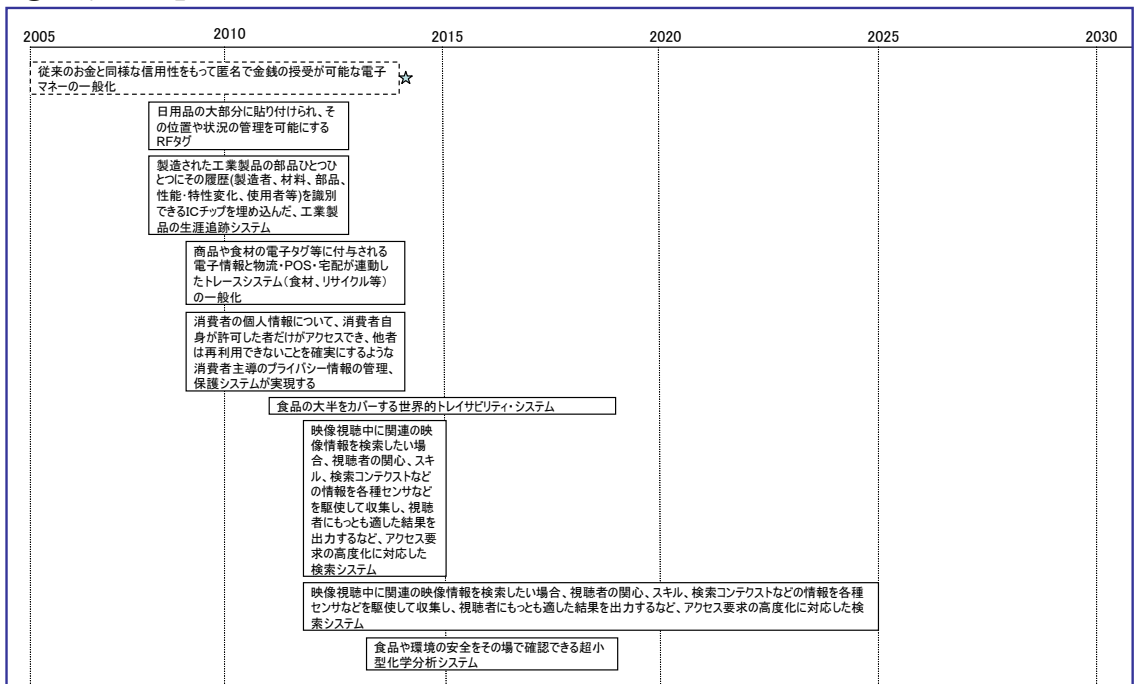 2005 2010 2015 2020 2025 2030
従来のお金と同様な信用性をもって匿名で金銭の授受が可能な電子
マネーの一般化
☆
日用品の大部分に貼り付けられ、そ
の位置や状況の管理を可能にする
RFタグ
製造された工業製品の部品ひとつひ
とつにその履歴(製造者、材料、部品、
性能・特性変化、使用者等)を識別
できるICチップを埋め込んだ、工業製
品の生涯追跡システム
商品や食材の電子タグ等に付与される
電子情報と物流・POS・宅配が連動し
たトレースシステム(食材、リサイクル等)
の一般化
消費者の個人情報について、消費者自
身が許可した者だけがアクセスでき、他者
は再利用できないことを確実にするような
消費者主導のプライバシー情報の管理、
保護システムが実現する
食品の大半をカバーする世界的トレイサビリティ・システム
映像視聴中に関連の映
像情報を検索したい場
合、視聴者の関心、スキ
ル、検索コンテクストなど
の情報を各種センサなど
を駆使して収集し、視聴
者にもっとも適した結果を
出力するなど、アクセス要
求の高度化に対応した
検索システム
映像視聴中に関連の映像情報を検索したい場合、視聴者の関心、スキル、検索コンテクストなどの情報を各種
センサなどを駆使して収集し、視聴者にもっとも適した結果を出力するなど、アクセス要求の高度化に対応した検
索システム
食品や環境の安全をその場で確認できる超小
型化学分析システム